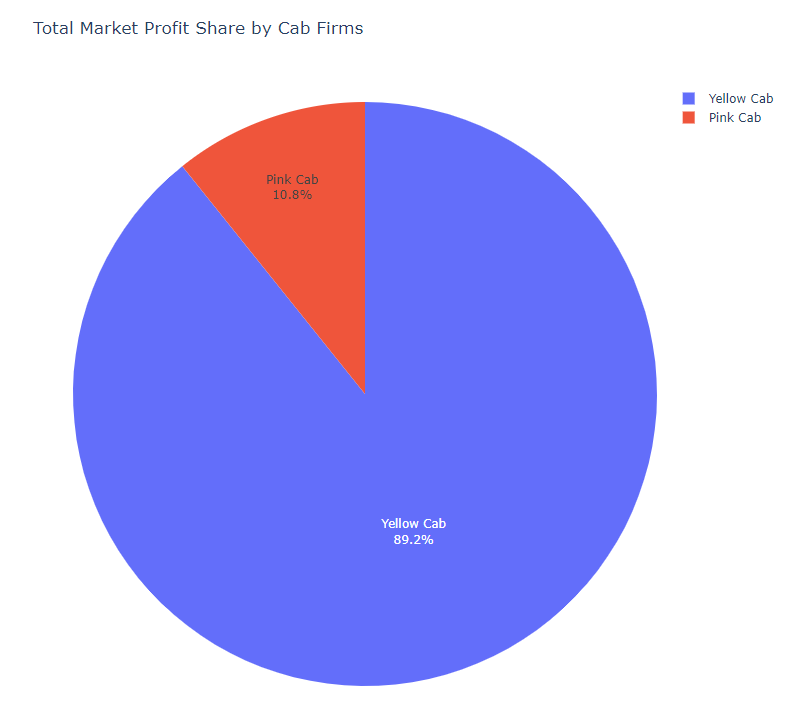 Total Market Profit Share by Cab Firms
Yellow Cab
Pink Cab
Pink Cab
10.8%
Yellow Cab
89.2%